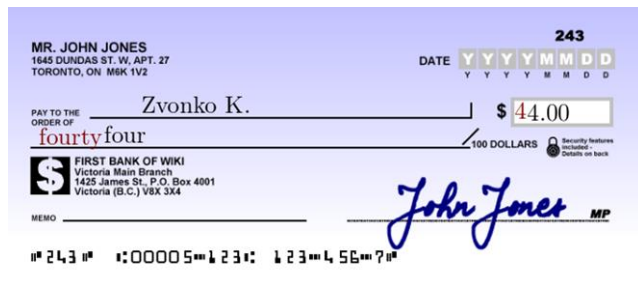 243
MR. JOHN JONES
1645 DUNDAS ST. W, APT. 27
TORONTO, ON M6K 1V2
DATE Y Y Y Y M M D D
Y Y Y Y M M D D
PAY TO THE ORDER OF Zvonko K. $ 44.00
fourty four /100 DOLLARS
Security features included - Details on back
$ FIRST BANK OF WIKI
Victoria Main Branch
1425 James St., P.O. Box 4001
Victoria (B.C.) V8X 3X4
John Jones
MEMO MP
⑈243⑈ ⑆00005⑉123⑆ 123⑉456⑉7⑈